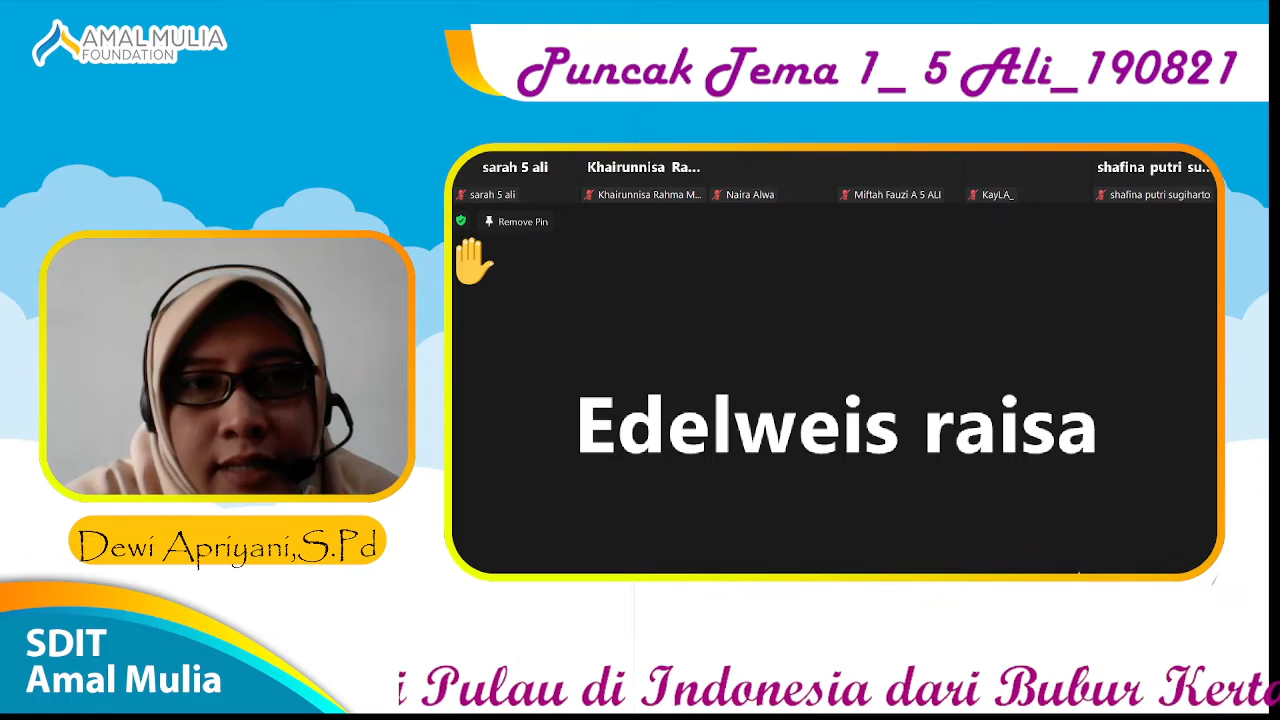 AMAL MULIA
FOUNDATION
Puncak Tema 1_ 5 Ali_190821
sarah 5 ali
Khairunnisa Ra...
shafina putri su...
sarah 5 ali
Khairunnisa Rahma M...
Naira Alwa
Miftah Fauzi A 5 ALI
KayLA_
shafina putri sugiharto
Remove Pin
Edelweis raisa
Dewi Apriyani,S.Pd
SDIT
Amal Mulia
i Pulau di Indonesia dari Bubur Kerta